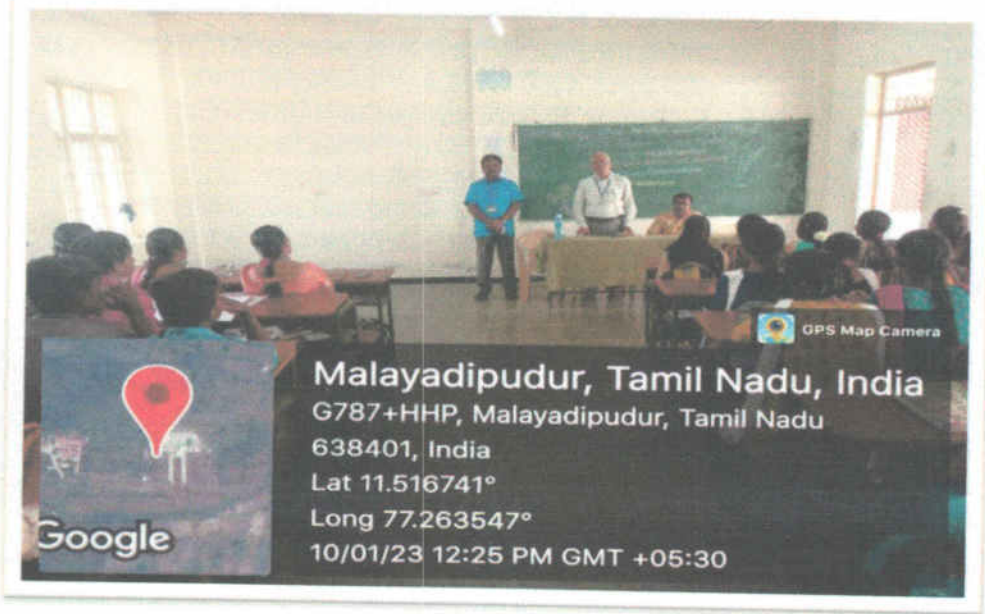 GPS Map Camera
Malayadipudur, Tamil Nadu, India
G787+HHP, Malayadipudur, Tamil Nadu
638401, India
Lat 11.516741°
Long 77.263547°
10/01/23 12:25 PM GMT +05:30
Google